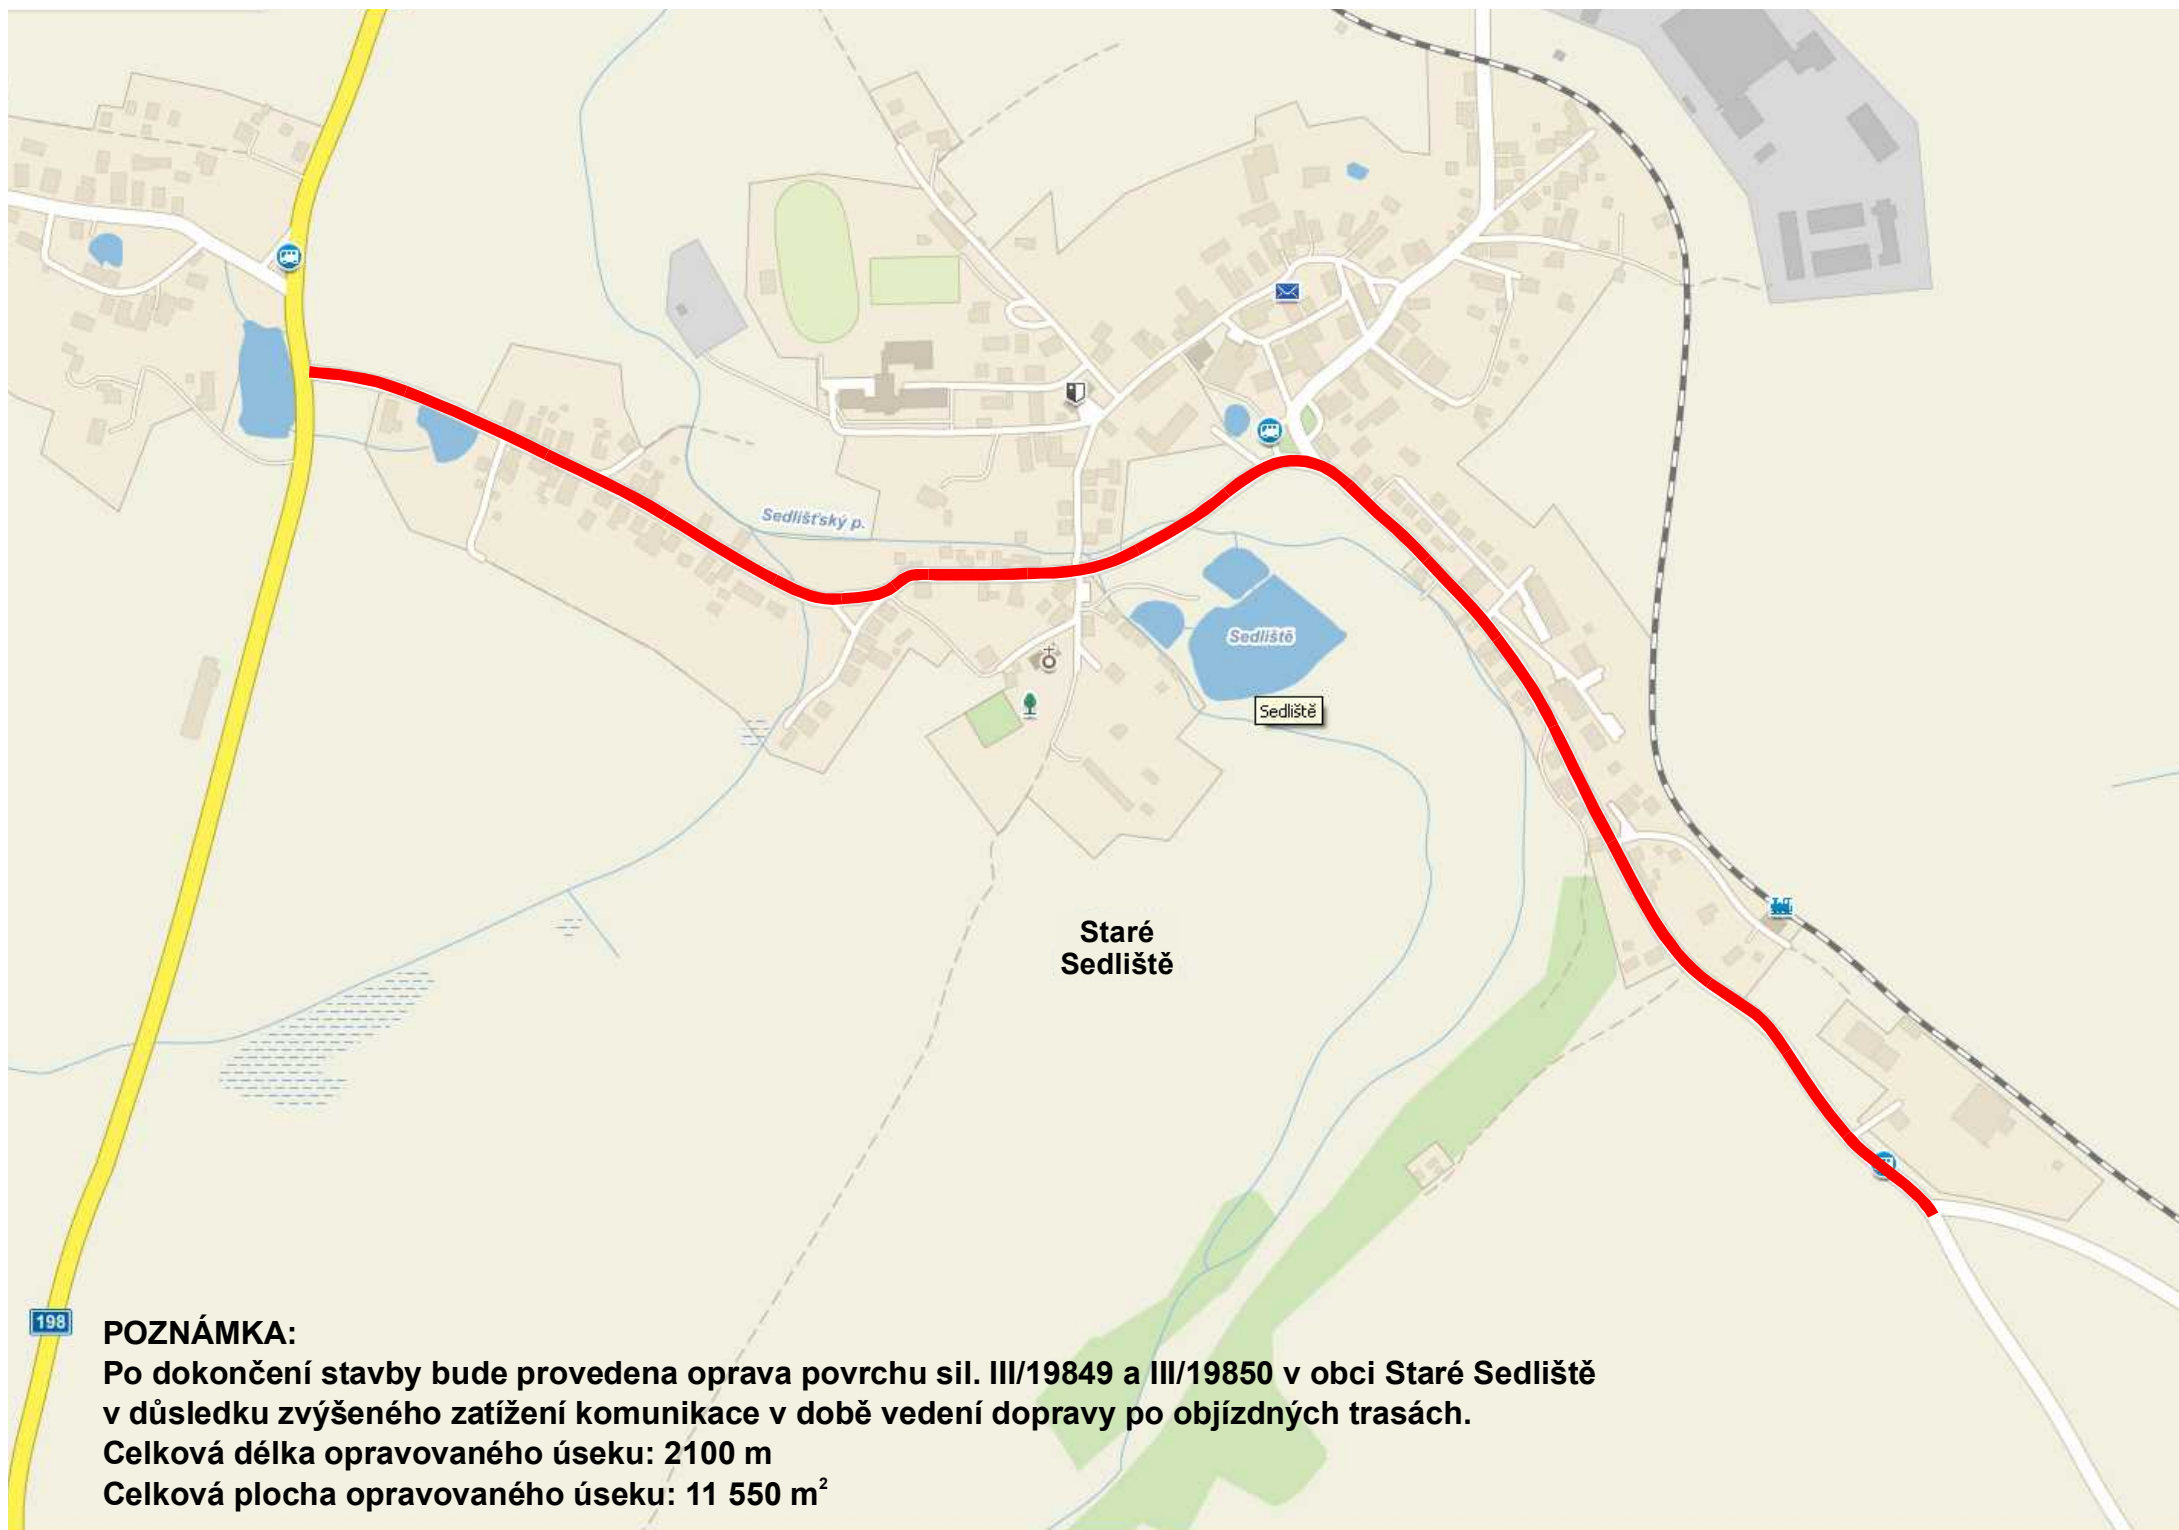 Sedlišťský p.
Sedliště
Sedliště
Staré
Sedliště
198
POZNÁMKA:
Po dokončení stavby bude provedena oprava povrchu sil. III/19849 a III/19850 v obci Staré Sedliště
v důsledku zvýšeného zatížení komunikace v době vedení dopravy po objízdných trasách.
Celková délka opravovaného úseku: 2100 m
Celková plocha opravovaného úseku: 11 550 m²